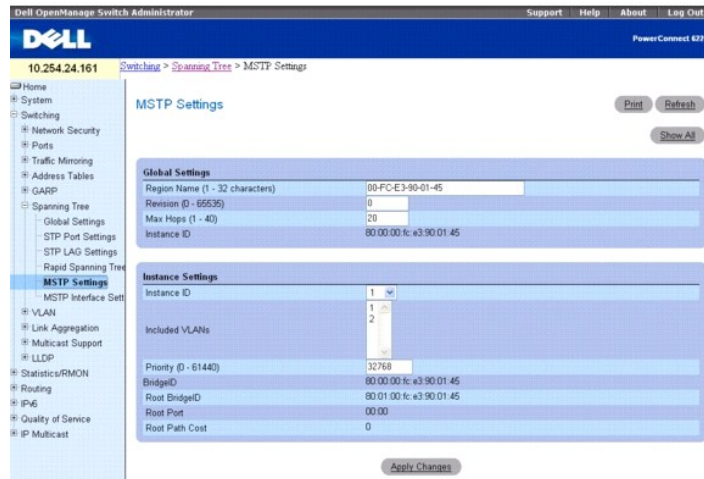 Dell OpenManage Switch Administrator
Support Help About Log Out
DELL
PowerConnect 622
10.254.24.161
Switching > Spanning Tree > MSTP Settings
Home
System
Switching
Network Security
Ports
Traffic Mirroring
Address Tables
GARP
Spanning Tree
Global Settings
STP Port Settings
STP LAG Settings
Rapid Spanning Tree
MSTP Settings
MSTP Interface Sett
VLAN
Link Aggregation
Multicast Support
LLDP
Statistics/RMON
Routing
IPv6
Quality of Service
IP Multicast
MSTP Settings
Print Refresh
Show All
Global Settings
Region Name (1 - 32 characters) 00-FC-E3-90-01-45
Revision (0 - 65535) 0
Max Hops (1 - 40) 20
Instance ID 80:00:00:fc:e3:90:01:45
Instance Settings
Instance ID 1
Included VLANs 1
2
Priority (0 - 61440) 32768
BridgeID 80:00:00:fc:e3:90:01:45
Root BridgeID 80:01:00:fc:e3:90:01:45
Root Port 00:00
Root Path Cost 0
Apply Changes